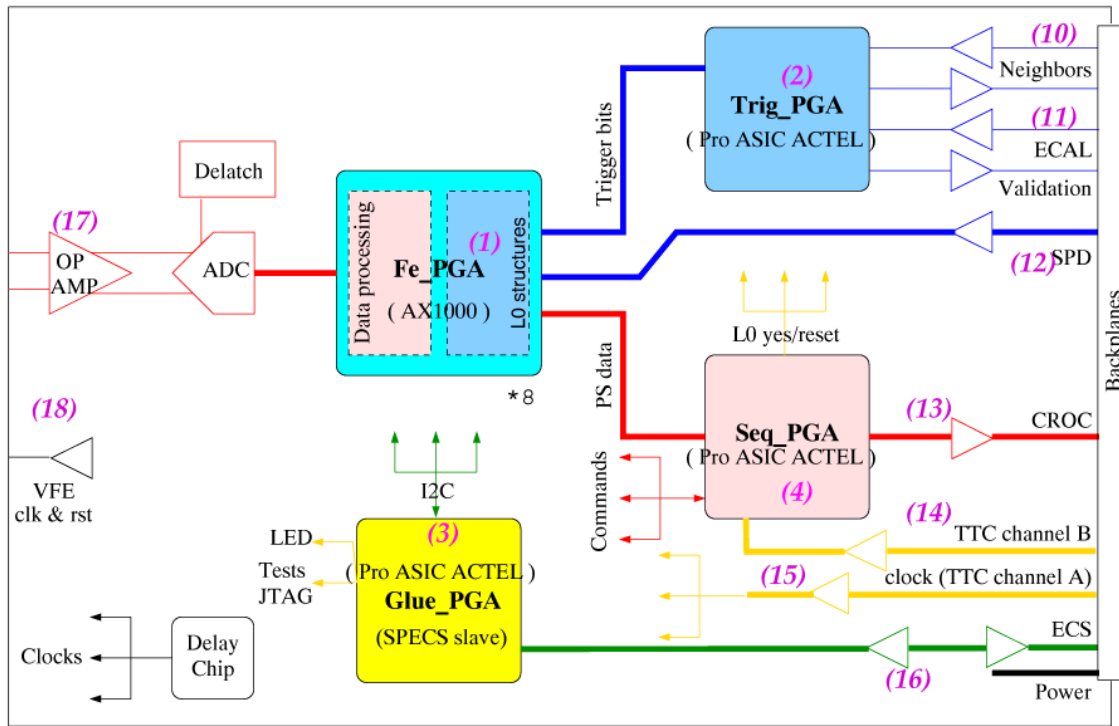 (10)
Neighbors
(2)
Trig_PGA
( Pro ASIC ACTEL )
(11)
ECAL
Validation
Trigger bits
Delatch
(17)
OP
AMP
ADC
Data processing
(1)
L0 structures
Fe_PGA
( AX1000 )
*8
(12)
SPD
Backplanes
L0 yes/reset
PS data
(13)
CROC
Seq_PGA
( Pro ASIC ACTEL )
(4)
(18)
VFE
clk & rst
I2C
Commands
(14)
TTC channel B
(3)
LED
Tests
JTAG
( Pro ASIC ACTEL )
Glue_PGA
(SPECS slave)
(15)
clock (TTC channel A)
ECS
(16)
Power
Clocks
Delay
Chip